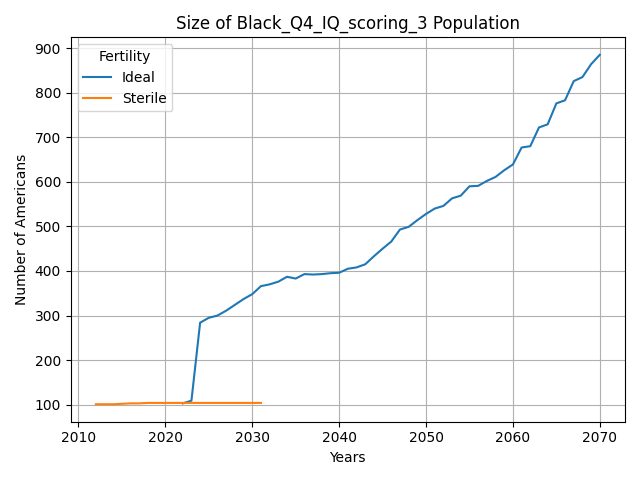 Size of Black_Q4_IQ_scoring_3 Population
Fertility
Ideal
Sterile
Number of Americans
900
800
700
600
500
400
300
200
100
2010 2020 2030 2040 2050 2060 2070
Years